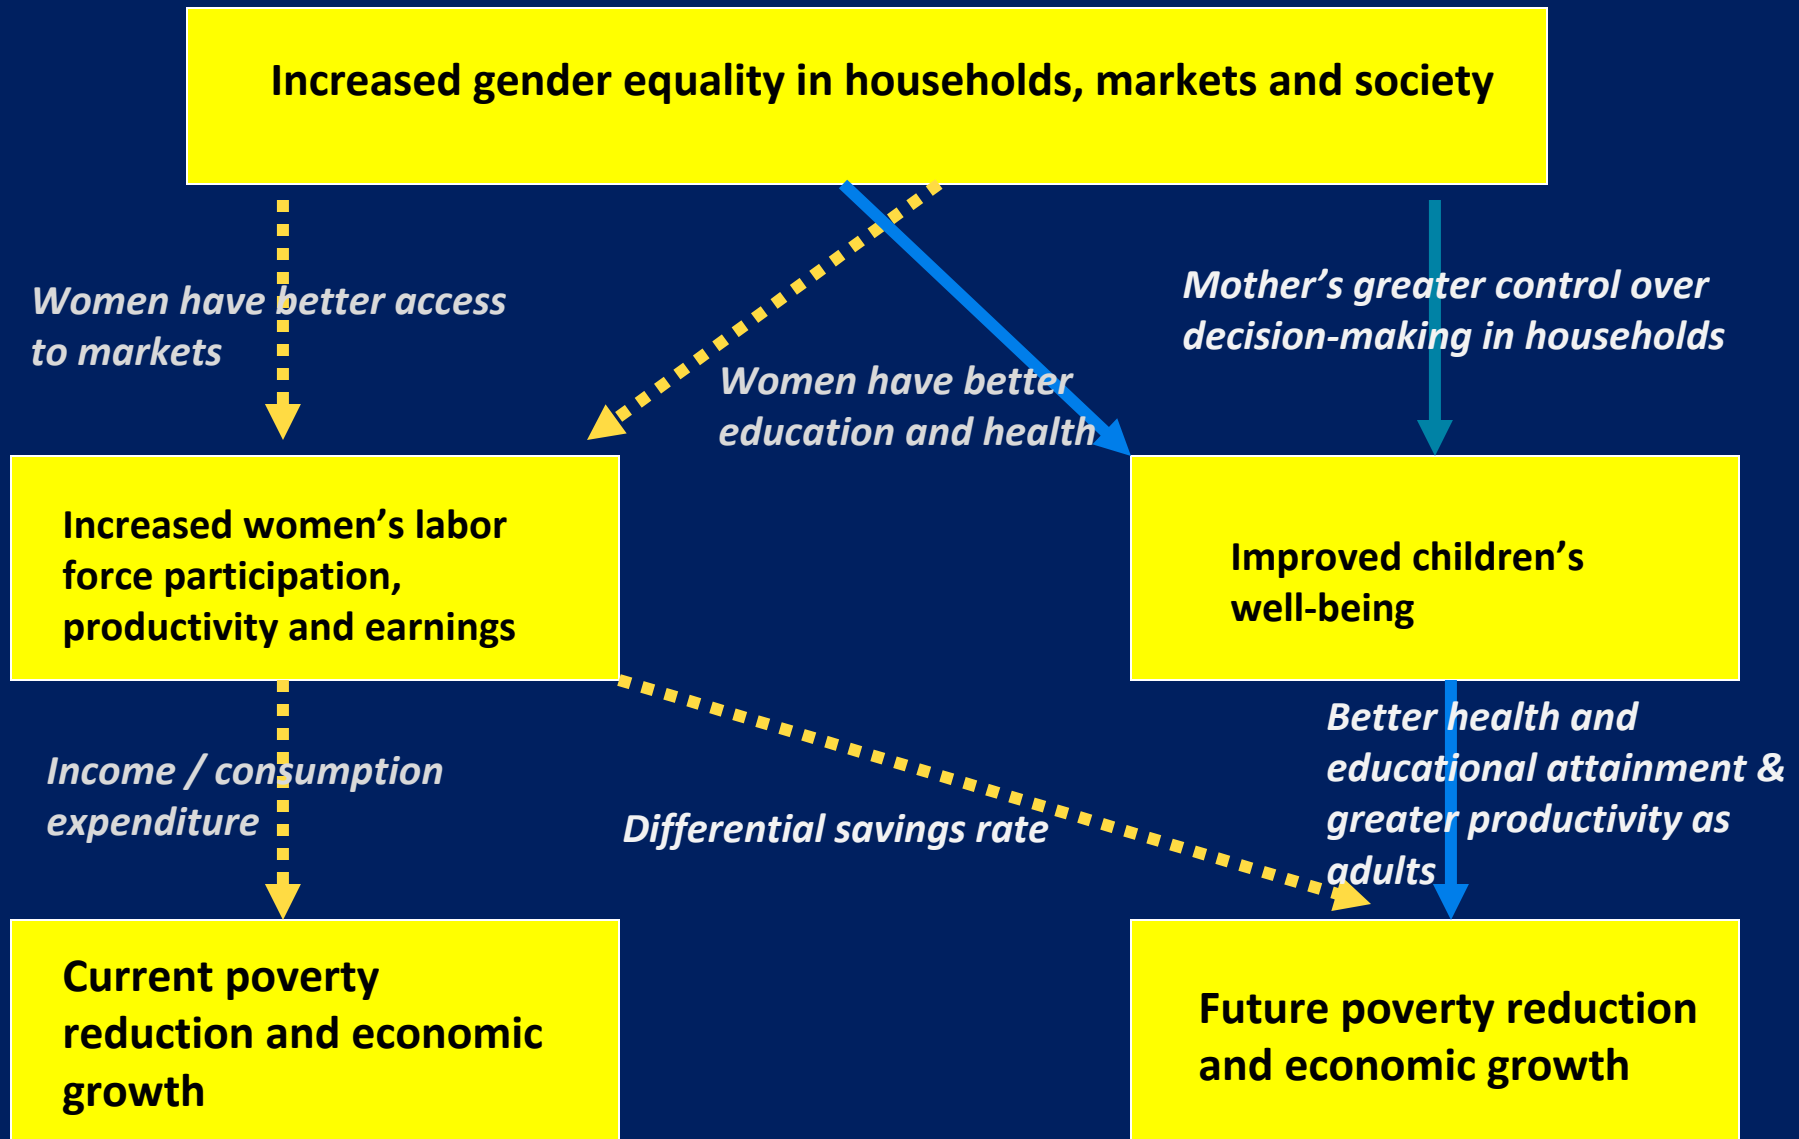 Increased gender equality in households, markets and society
Women have better access
to markets
Mother’s greater control over
decision-making in households
Women have better
education and health
Increased women’s labor
force participation,
productivity and earnings
Improved children’s
well-being
Income / consumption
expenditure
Differential savings rate
Better health and
educational attainment &
greater productivity as
adults
Current poverty
reduction and economic
growth
Future poverty reduction
and economic growth